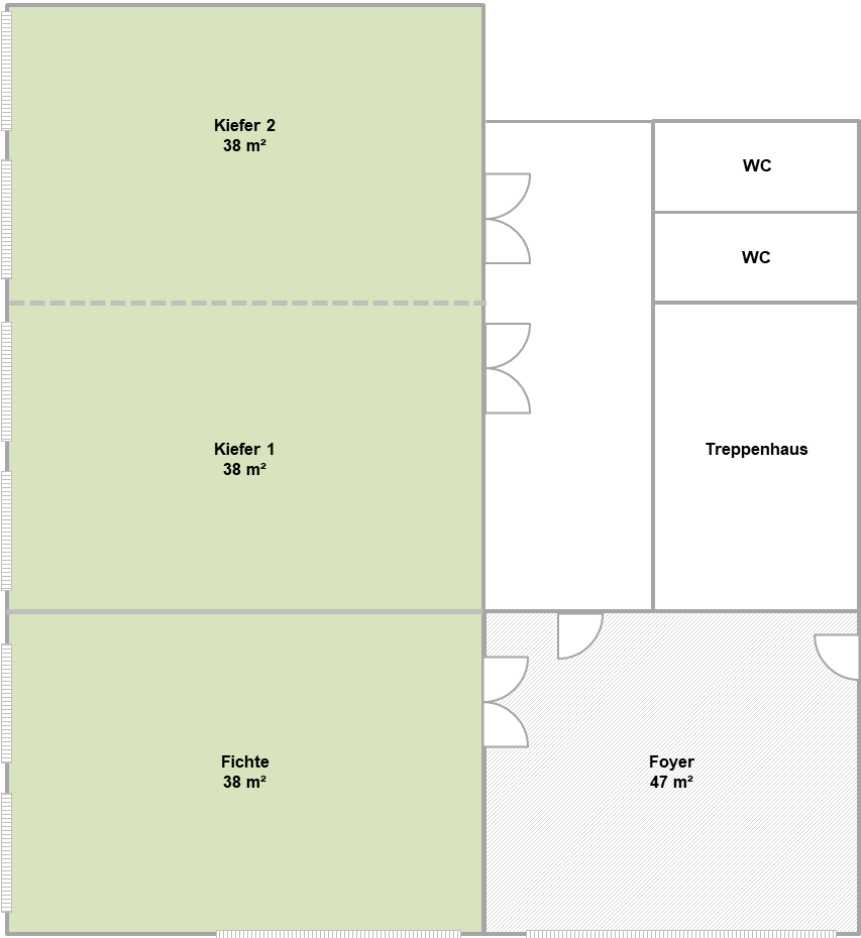 Kiefer 2
38 m²
WC
WC
Kiefer 1
38 m²
Treppenhaus
Fichte
38 m²
Foyer
47 m²